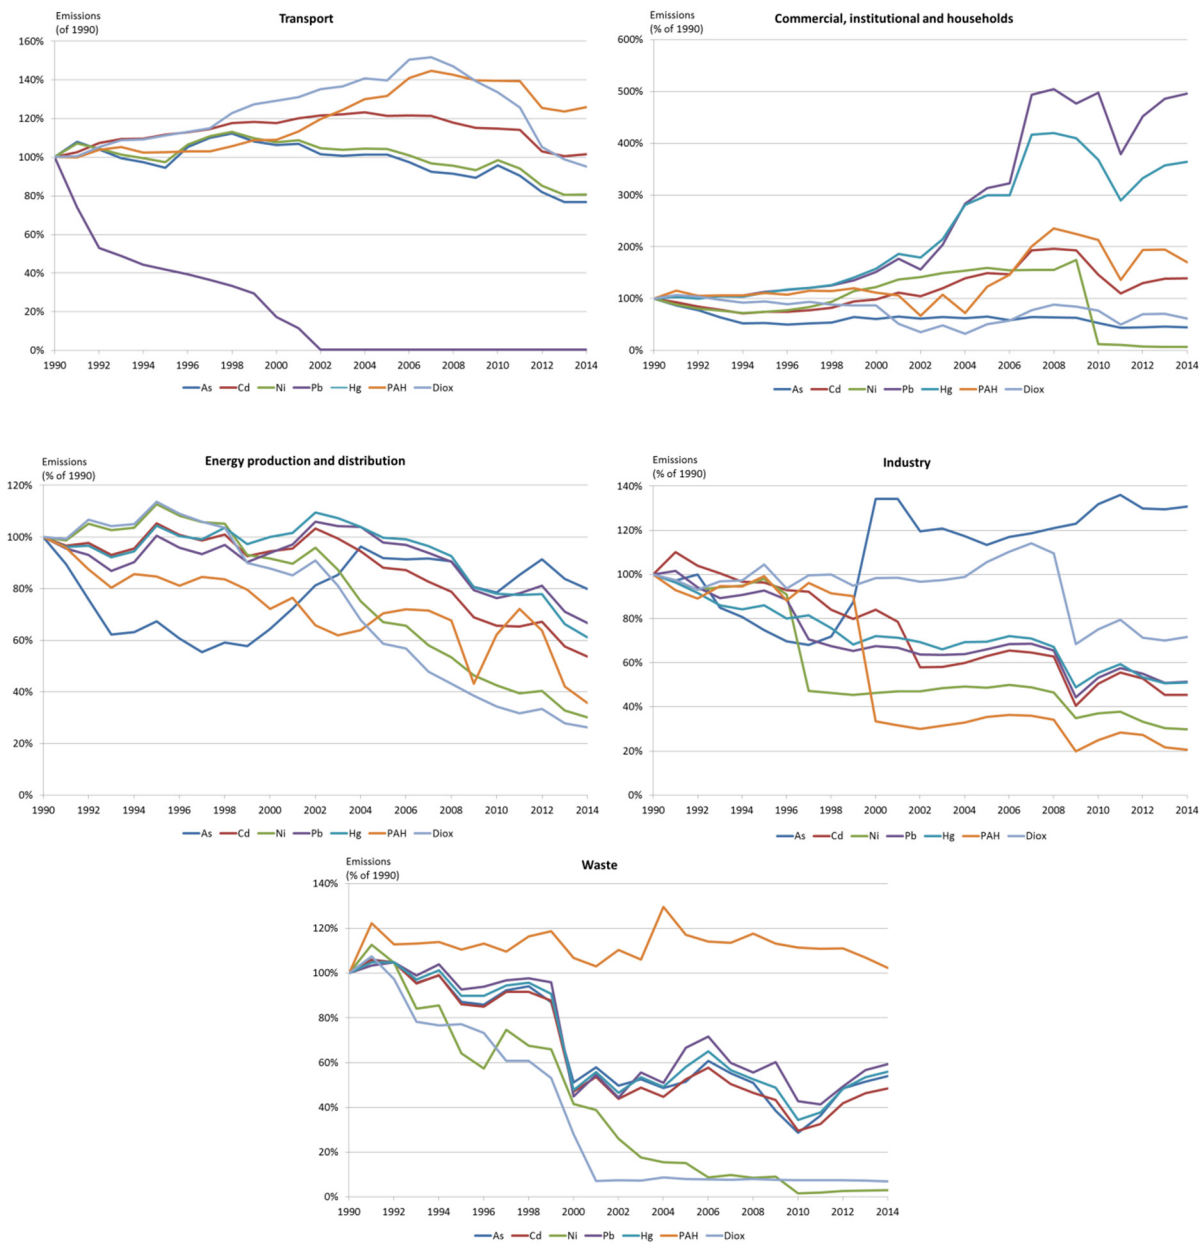 Emissions
(of 1990)
Transport
160%
140%
120%
100%
80%
60%
40%
20%
0%
1990 1992 1994 1996 1998 2000 2002 2004 2006 2008 2010 2012 2014
As Cd Ni Pb Hg PAH Diox
Emissions
(% of 1990)
Commercial, institutional and households
600%
500%
400%
300%
200%
100%
0%
1990 1992 1994 1996 1998 2000 2002 2004 2006 2008 2010 2012 2014
As Cd Ni Pb Hg PAH Diox
Emissions
(% of 1990)
Energy production and distribution
120%
100%
80%
60%
40%
20%
0%
1990 1992 1994 1996 1998 2000 2002 2004 2006 2008 2010 2012 2014
As Cd Ni Pb Hg PAH Diox
Emissions
(% of 1990)
Industry
140%
120%
100%
80%
60%
40%
20%
0%
1990 1992 1994 1996 1998 2000 2002 2004 2006 2008 2010 2012 2014
As Cd Ni Pb Hg PAH Diox
Emissions
(% of 1990)
Waste
140%
120%
100%
80%
60%
40%
20%
0%
1990 1992 1994 1996 1998 2000 2002 2004 2006 2008 2010 2012 2014
As Cd Ni Pb Hg PAH Diox